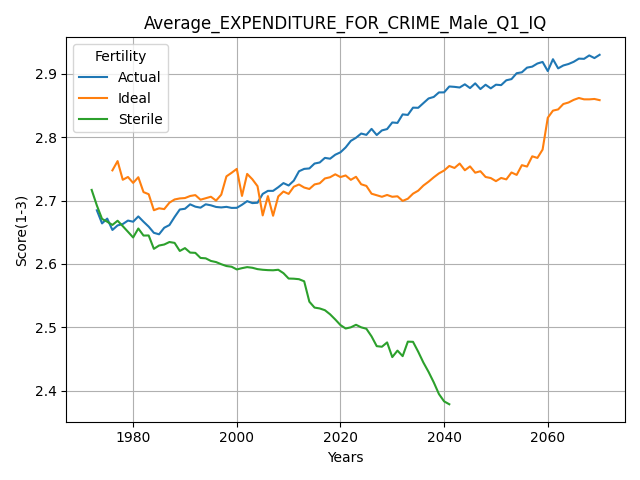 Average_EXPENDITURE_FOR_CRIME_Male_Q1_IQ
Fertility
Actual
Ideal
Sterile
Score(1-3)
2.9
2.8
2.7
2.6
2.5
2.4
1980 2000 2020 2040 2060
Years